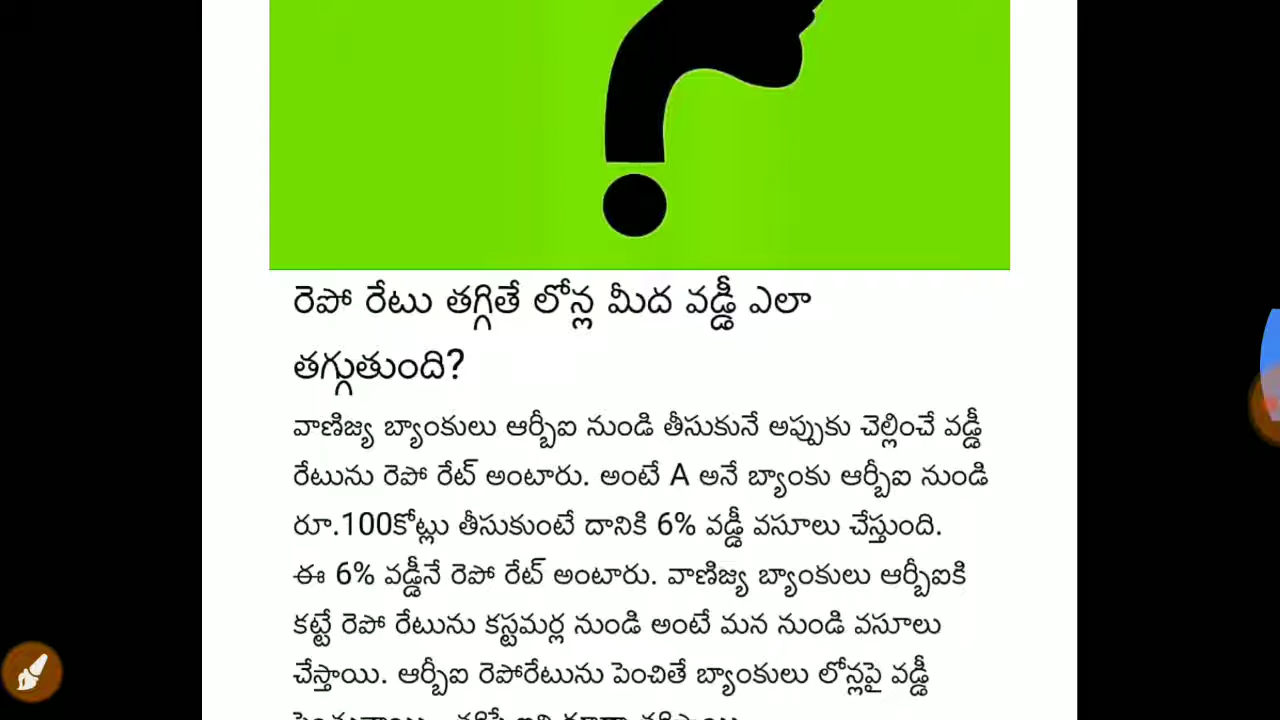 రెపో రేటు తగ్గితే లోన్ల మీద వడ్డీ ఎలా
తగ్గుతుంది?
వాణిజ్య బ్యాంకులు ఆర్బీఐ నుండి తీసుకునే అప్పుకు చెల్లించే వడ్డీ
రేటును రెపో రేట్ అంటారు. అంటే A అనే బ్యాంకు ఆర్బీఐ నుండి
రూ.100కోట్లు తీసుకుంటే దానికి 6% వడ్డీ వసూలు చేస్తుంది.
ఈ 6% వడ్డీనే రెపో రేట్ అంటారు. వాణిజ్య బ్యాంకులు ఆర్బీఐకి
కట్టే రెపో రేటును కస్టమర్ల నుండి అంటే మన నుండి వసూలు
చేస్తాయి. ఆర్బీఐ రెపోరేటును పెంచితే బ్యాంకులు లోన్లపై వడ్డీ